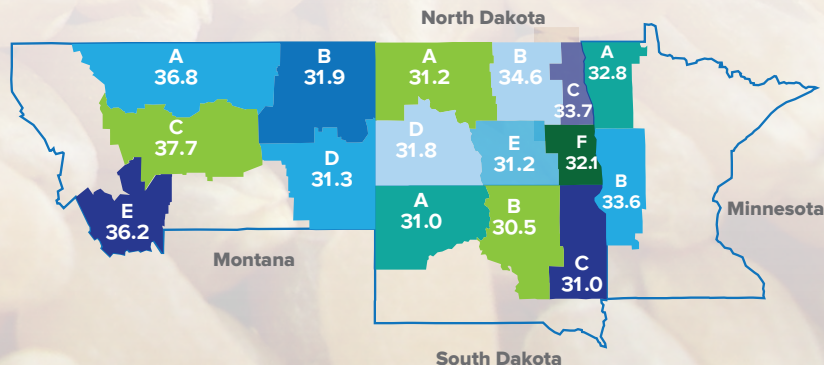 North Dakota
A
36.8
B
31.9
A
31.2
B
34.6
C
33.7
A
32.8
C
37.7
D
31.3
D
31.8
E
31.2
F
32.1
B
33.6
E
36.2
A
31.0
B
30.5
C
31.0
Minnesota
Montana
South Dakota